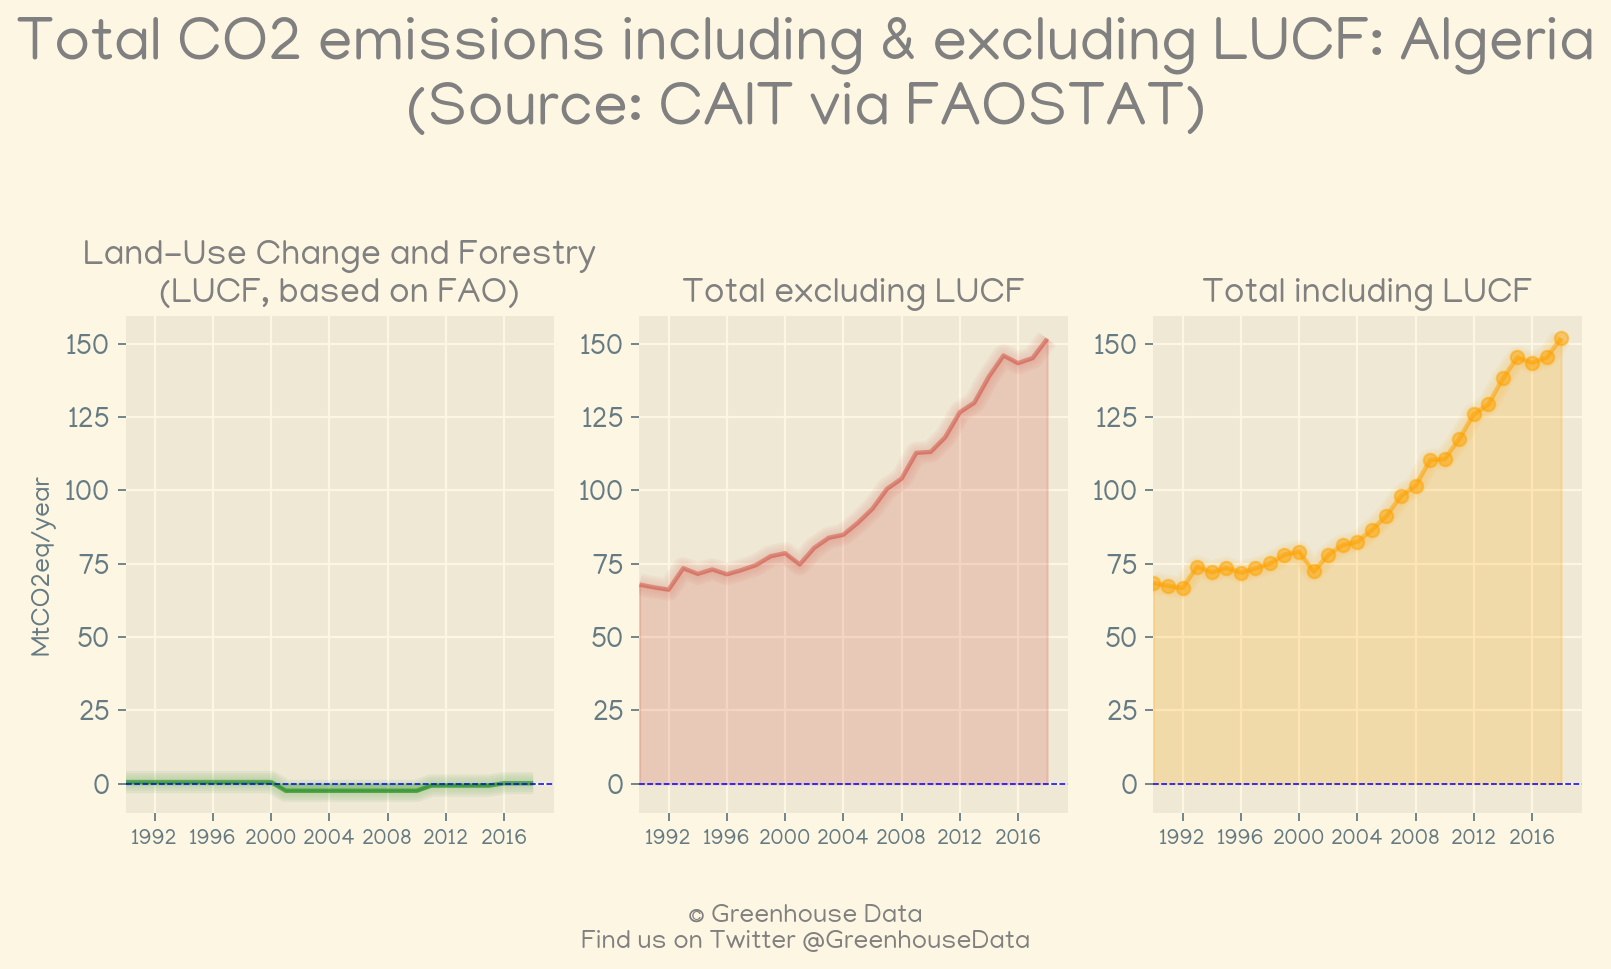 Total CO2 emissions including & excluding LUCF: Algeria
(Source: CAIT via FAOSTAT)
Land-Use Change and Forestry
(LUCF, based on FAO)
Total excluding LUCF
Total including LUCF
MtCO2eq/year
150
125
100
75
50
25
0
1992 1996 2000 2004 2008 2012 2016
150
125
100
75
50
25
0
1992 1996 2000 2004 2008 2012 2016
150
125
100
75
50
25
0
1992 1996 2000 2004 2008 2012 2016
© Greenhouse Data
Find us on Twitter @GreenhouseData